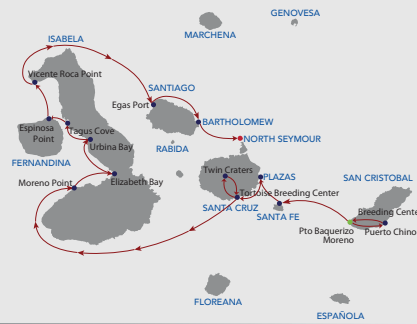 GENOVESA
MARCHENA
ISABELA
Vicente Roca Point
SANTIAGO
Egas Port
BARTHOLOMEW
Espinosa
Point
Tagus Cove
NORTH SEYMOUR
Urbina Bay
RABIDA
FERNANDINA
Twin Craters
PLAZAS
Moreno Point
Elizabeth Bay
SAN CRISTOBAL
Tortoise Breeding Center
SANTA CRUZ
SANTA FE
Breeding Cente
Pto Baquerizo
Moreno
Puerto Chino
FLOREANA
ESPAÑOLA